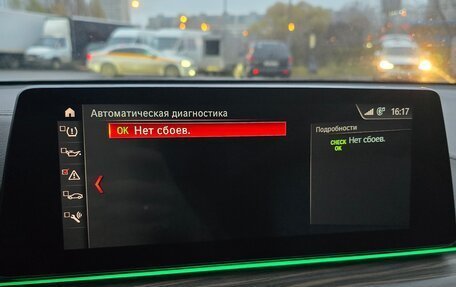 Автоматическая диагностика
16:17
OK Нет сбоев.
Подробности
CHECK OK Нет сбоев.